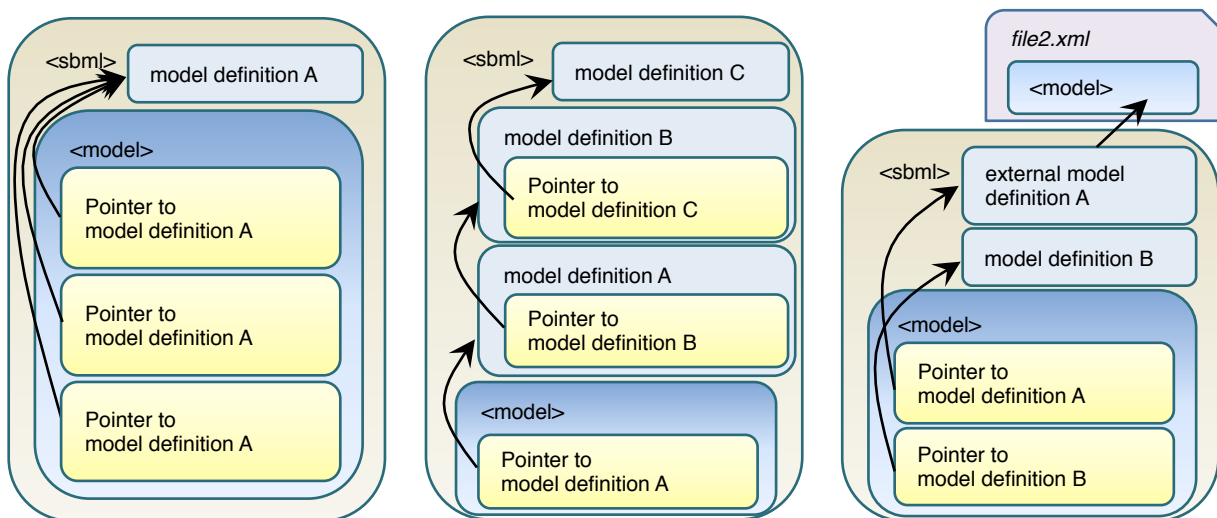 <sbml>
model definition A
<model>
Pointer to
model definition A
Pointer to
model definition A
Pointer to
model definition A
<sbml>
model definition C
model definition B
Pointer to
model definition C
model definition A
Pointer to
model definition B
<model>
Pointer to
model definition A
file2.xml
<model>
<sbml>
external model
definition A
model definition B
<model>
Pointer to
model definition A
Pointer to
model definition B